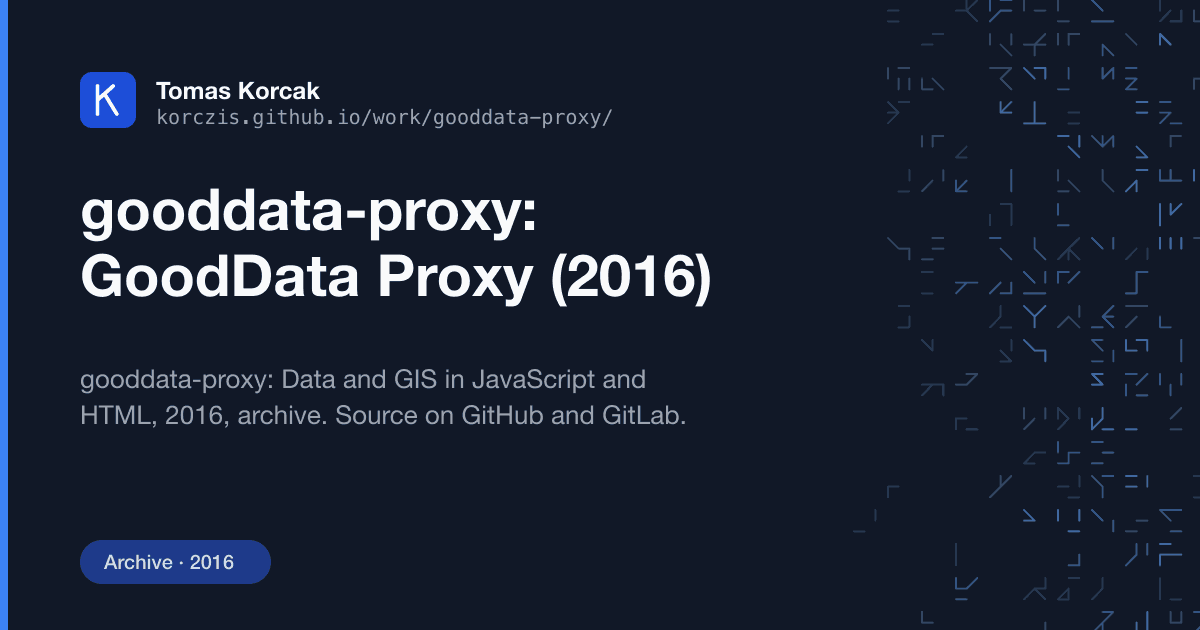 K
Tomas Korcak
korczis.github.io/work/gooddata-proxy/
gooddata-proxy:
GoodData Proxy (2016)
gooddata-proxy: Data and GIS in JavaScript and
HTML, 2016, archive. Source on GitHub and GitLab.
Archive · 2016